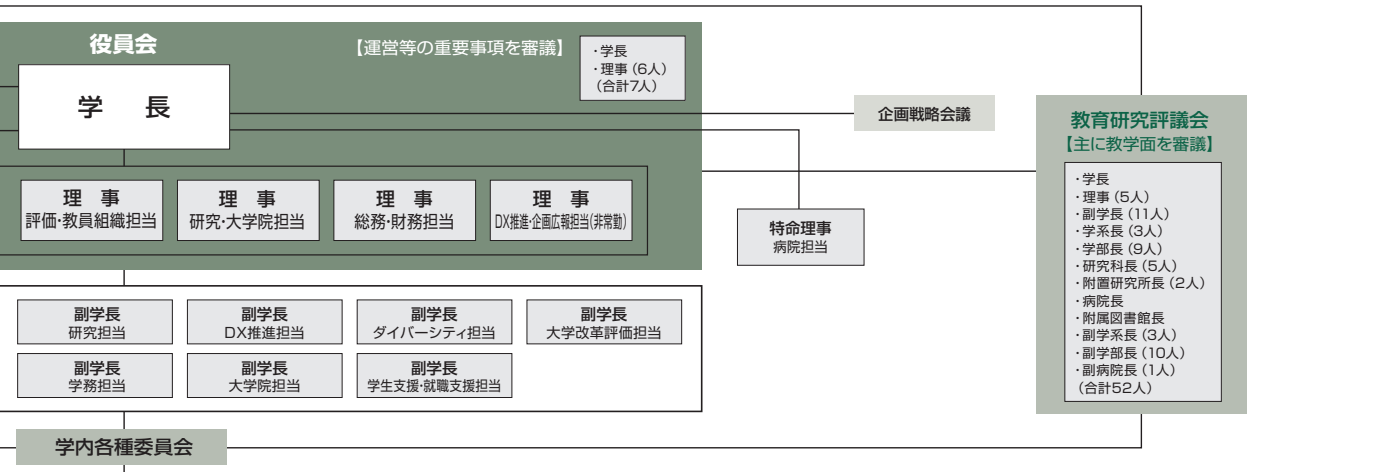 役員会
【運営等の重要事項を審議】
・学長
・理事（6人）
（合計7人）
学　長
企画戦略会議
理　事
評価・教員組織担当
理　事
研究・大学院担当
理　事
総務・財務担当
理　事
DX推進・企画広報担当(非常勤)
特命理事
病院担当
教育研究評議会
【主に教学面を審議】
・学長
・理事（5人）
・副学長（11人）
・学系長（3人）
・学部長（9人）
・研究科長（5人）
・附置研究所長（2人）
・病院長
・附属図書館長
・副学系長（3人）
・副学部長（10人）
・副病院長（1人）
（合計52人）
副学長
研究担当
副学長
DX推進担当
副学長
ダイバーシティ担当
副学長
大学改革評価担当
副学長
学務担当
副学長
大学院担当
副学長
学生支援・就職支援担当
学内各種委員会